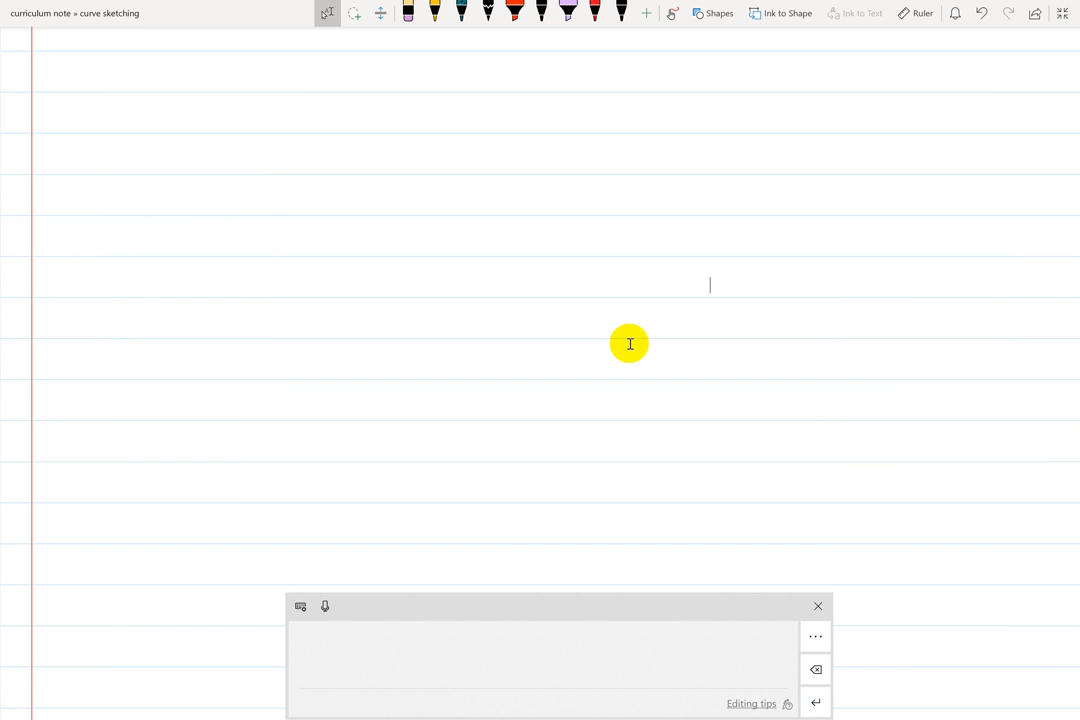 curriculum note » curve sketching
Shapes
Ink to Shape
Ink to Text
Ruler
Editing tips